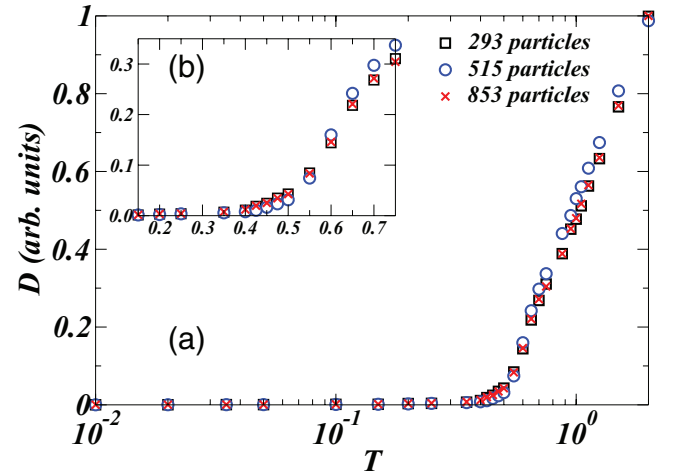 1
0.8
0.6
0.4
0.2
0
D (arb. units)
(b)
0.3
0.2
0.1
0.0
0.2 0.3 0.4 0.5 0.6 0.7
293 particles
515 particles
853 particles
(a)
10^-2 10^-1 10^0
T